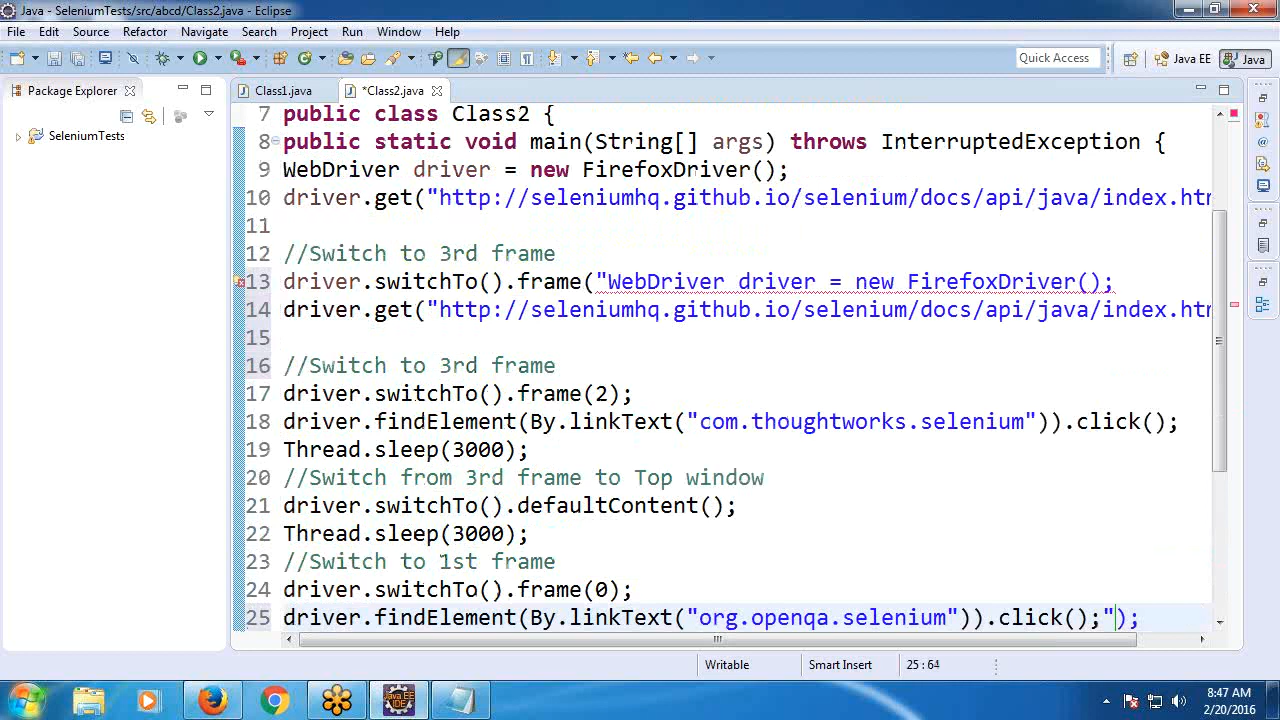 Java - SeleniumTests/src/abcd/Class2.java - Eclipse
File Edit Source Refactor Navigate Search Project Run Window Help
Quick Access Java EE Java
Package Explorer Class1.java *Class2.java
SeleniumTests
7 public class Class2 {
8 public static void main(String[] args) throws InterruptedException {
9 WebDriver driver = new FirefoxDriver();
10 driver.get("http://seleniumhq.github.io/selenium/docs/api/java/index.htm
11
12 //Switch to 3rd frame
13 driver.switchTo().frame("WebDriver driver = new FirefoxDriver();
14 driver.get("http://seleniumhq.github.io/selenium/docs/api/java/index.htm
15
16 //Switch to 3rd frame
17 driver.switchTo().frame(2);
18 driver.findElement(By.linkText("com.thoughtworks.selenium")).click();
19 Thread.sleep(3000);
20 //Switch from 3rd frame to Top window
21 driver.switchTo().defaultContent();
22 Thread.sleep(3000);
23 //Switch to 1st frame
24 driver.switchTo().frame(0);
25 driver.findElement(By.linkText("org.openqa.selenium")).click();");
Writable Smart Insert 25 : 64
Java EE
IDE
8:47 AM
2/20/2016